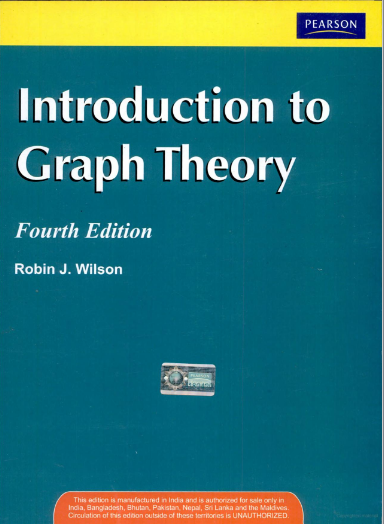 PEARSON
Introduction to
Graph Theory
Fourth Edition
Robin J. Wilson
PEARSON
This edition is manufactured in India and is authorized for sale only in
India, Bangladesh, Bhutan, Pakistan, Nepal, Sri Lanka and the Maldives.
Circulation of this edition outside of these territories is UNAUTHORIZED.